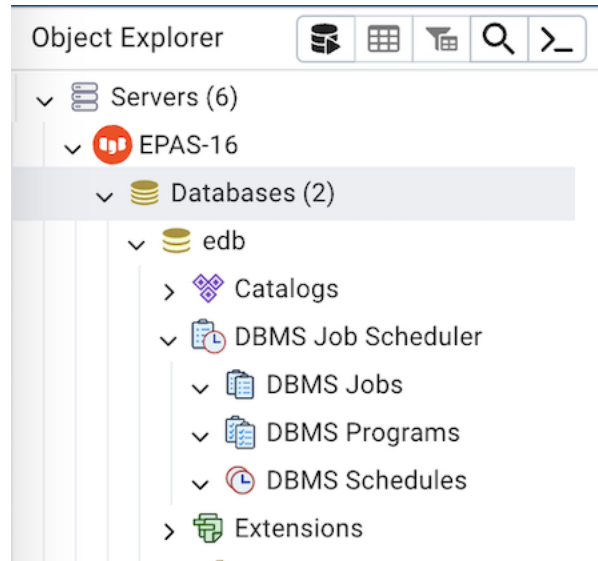 Object Explorer
Servers (6)
EPAS-16
Databases (2)
edb
Catalogs
DBMS Job Scheduler
DBMS Jobs
DBMS Programs
DBMS Schedules
Extensions